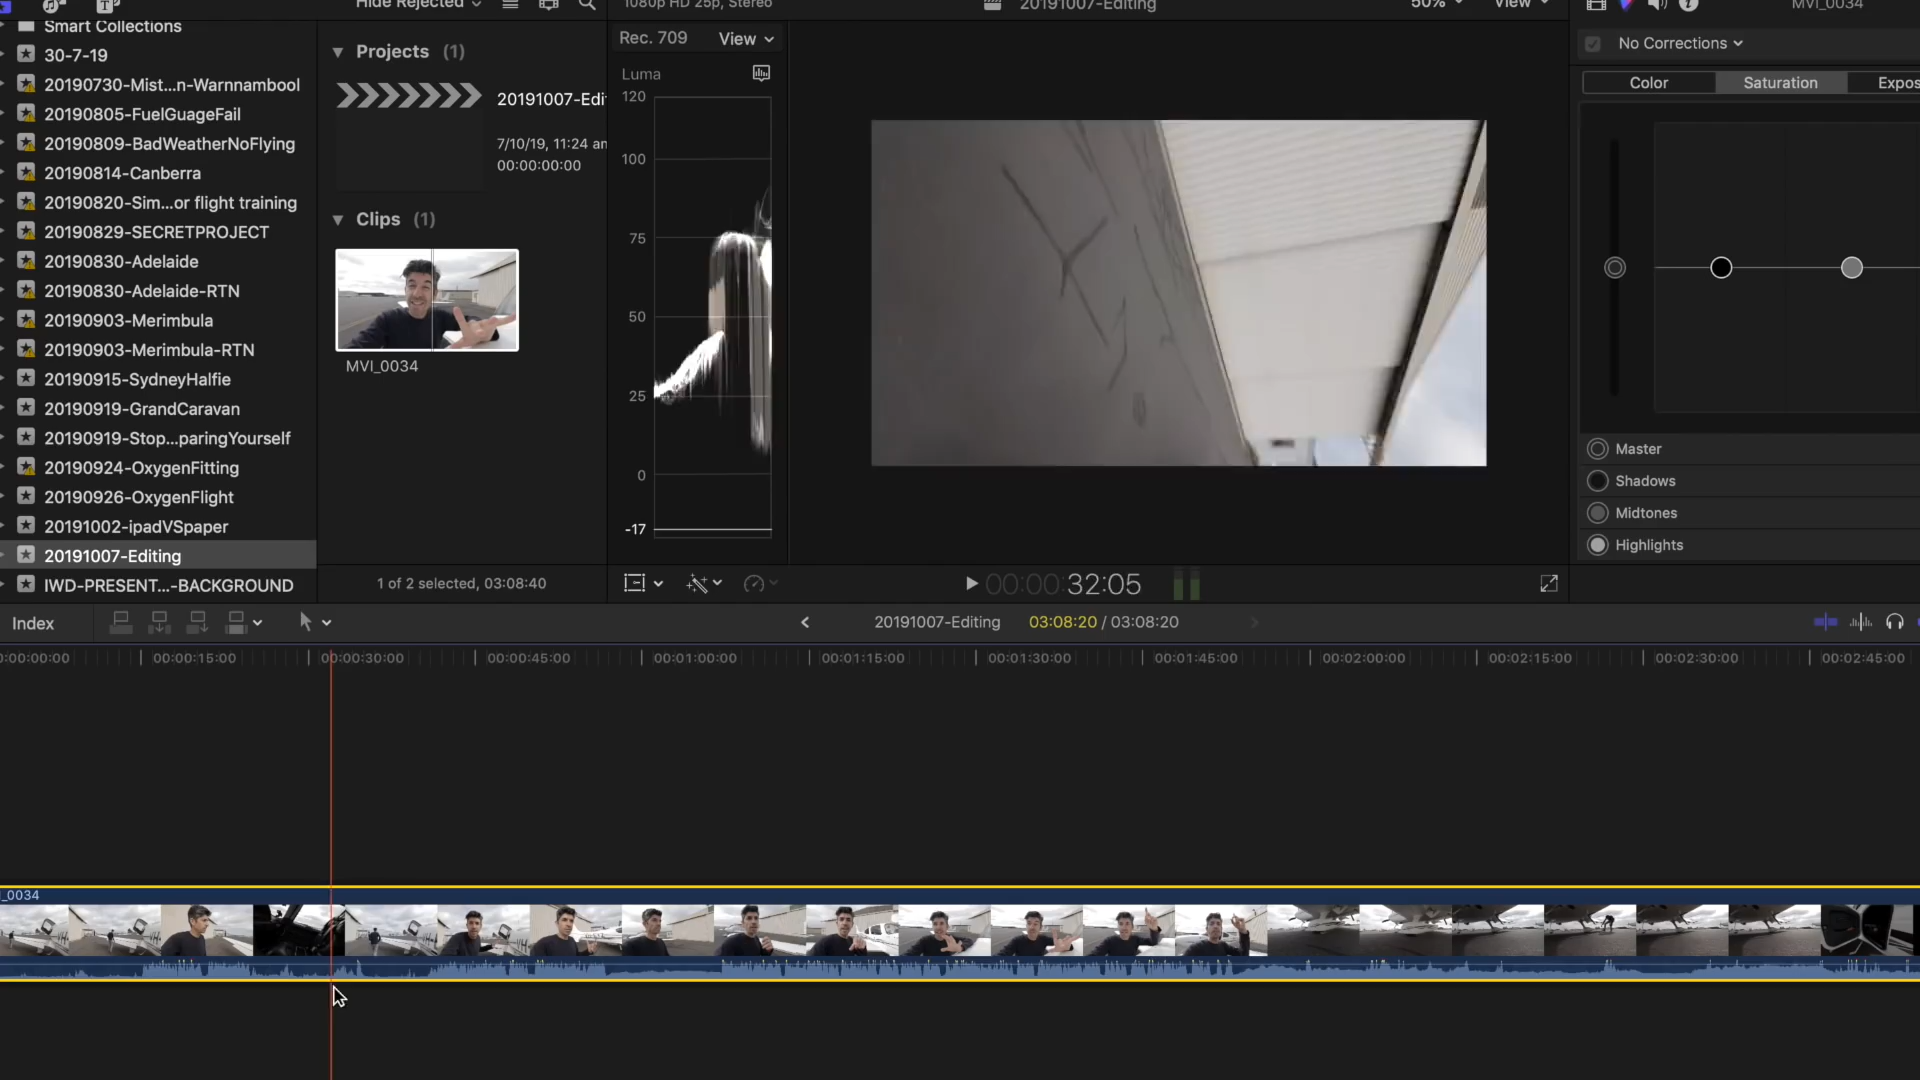 Hide Rejected
1080p HD 25p, Stereo
20191007-Editing
50%
View
MVI_0034
Smart Collections
30-7-19
20190730-Mist...n-Warnnambool
20190805-FuelGuageFail
20190809-BadWeatherNoFlying
20190814-Canberra
20190820-Sim...or flight training
20190829-SECRETPROJECT
20190830-Adelaide
20190830-Adelaide-RTN
20190903-Merimbula
20190903-Merimbula-RTN
20190915-SydneyHalfie
20190919-GrandCaravan
20190919-Stop...paringYourself
20190924-OxygenFitting
20190926-OxygenFlight
20191002-ipadVSpaper
20191007-Editing
IWD-PRESENT...-BACKGROUND
Projects (1)
20191007-Edi
7/10/19, 11:24 am
00:00:00:00
Clips (1)
MVI_0034
1 of 2 selected, 03:08:40
Rec. 709
View
Luma
120
100
75
50
25
0
-17
00:00:32:05
No Corrections
Color
Saturation
Expos
Master
Shadows
Midtones
Highlights
Index
20191007-Editing
03:08:20 / 03:08:20
0:00:00:00
00:00:15:00
00:00:30:00
00:00:45:00
00:01:00:00
00:01:15:00
00:01:30:00
00:01:45:00
00:02:00:00
00:02:15:00
00:02:30:00
00:02:45:00
_0034